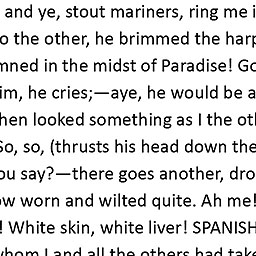 and ye, stout mariners, ring me i
o the other, he brimmed the harp
nned in the midst of Paradise! Go
im, he cries;—aye, he would be a
hen looked something as I the oth
So, so, (thrusts his head down the
ou say?—there goes another, dro
ow worn and wilted quite. Ah me!
! White skin, white liver! SPANISH
whom I and all the others had take